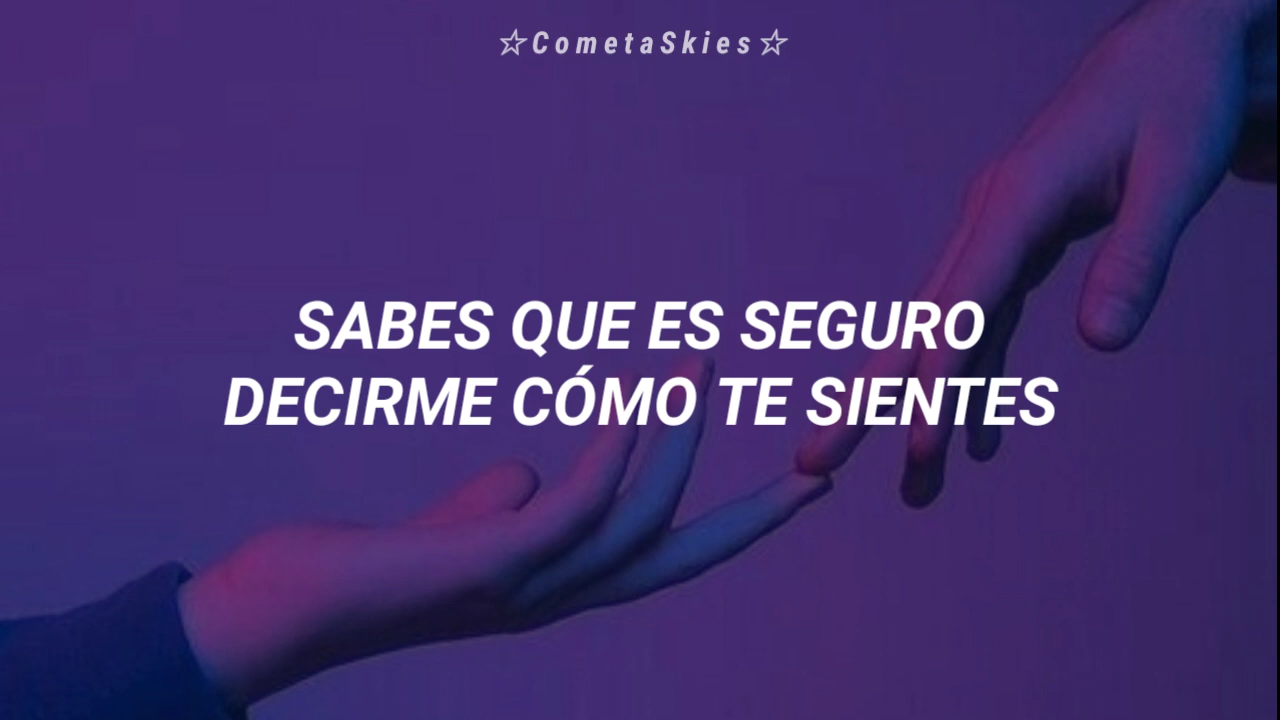 ☆CometaSkies☆
SABES QUE ES SEGURO
DECIRME CÓMO TE SIENTES